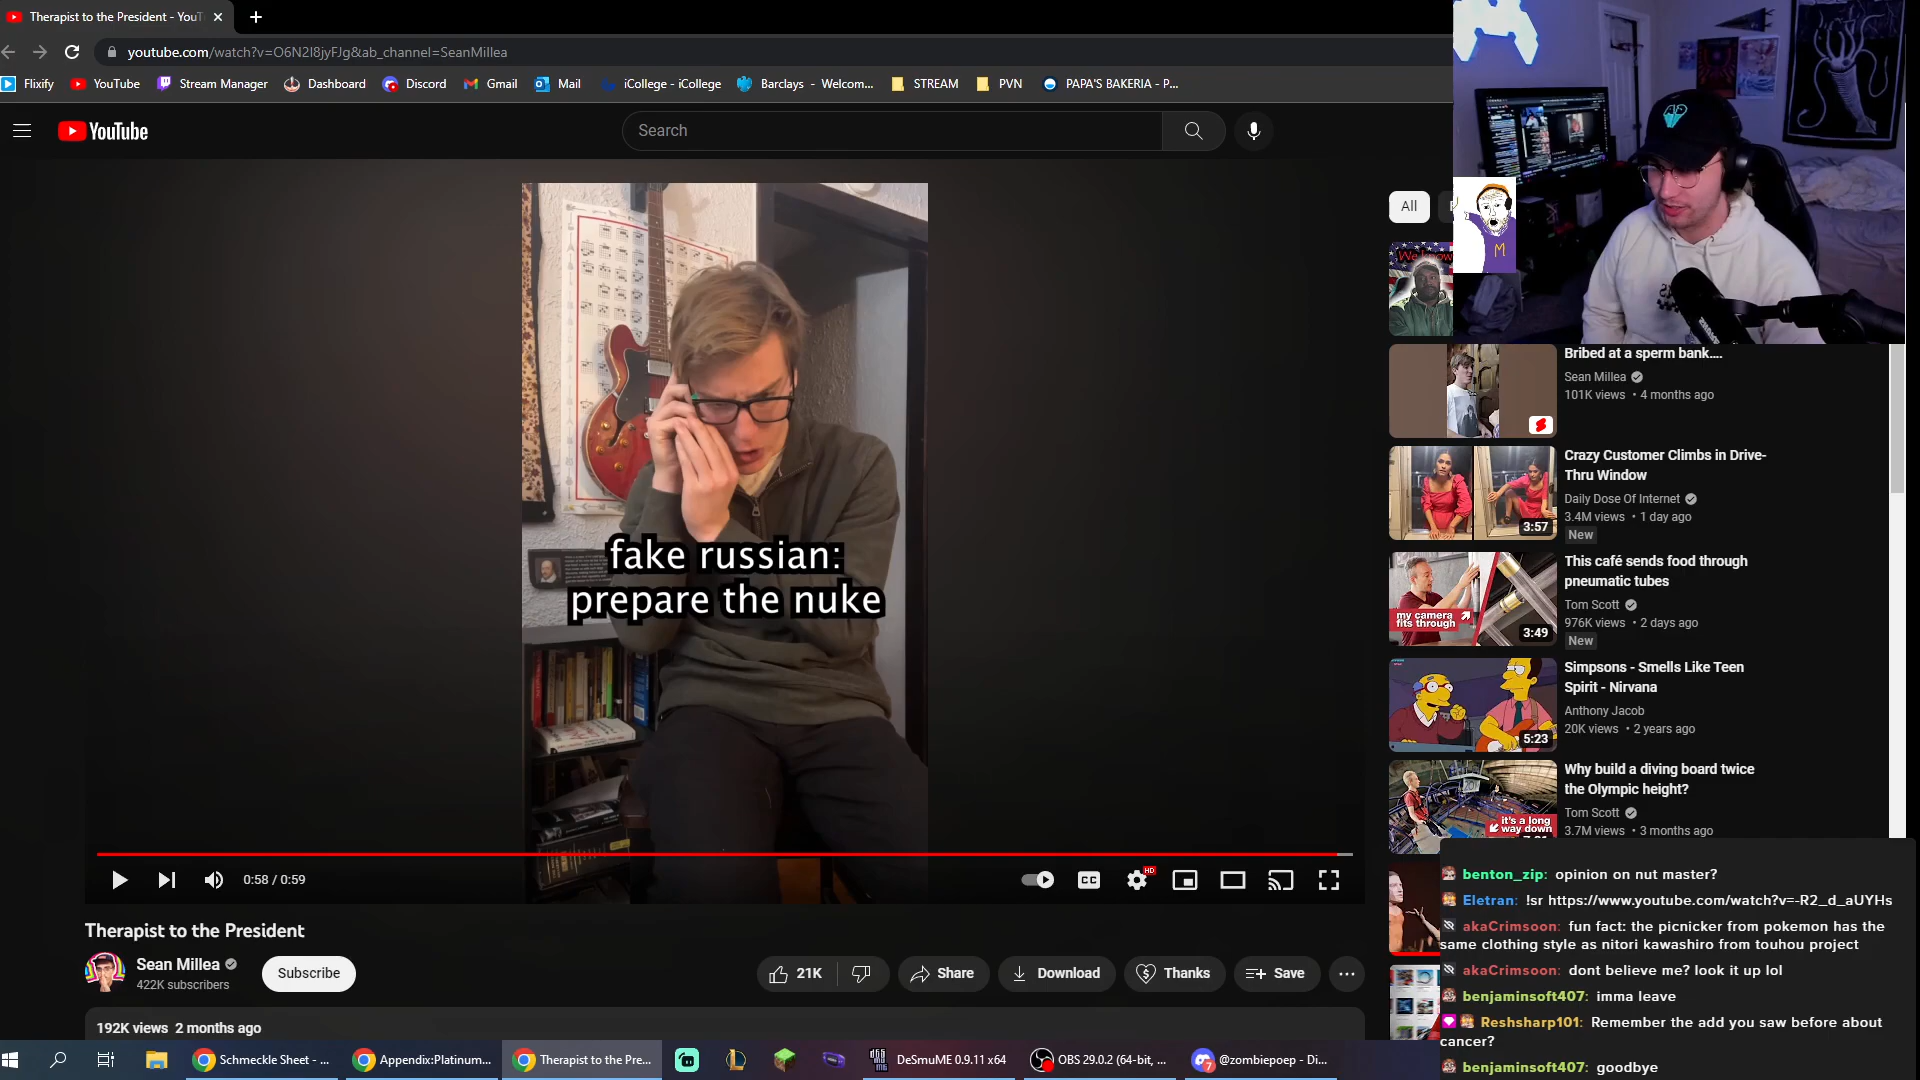 Therapist to the President - YouT
youtube.com/watch?v=O6N2I8jyFJg&ab_channel=SeanMillea
Flixify
YouTube
Stream Manager
Dashboard
Discord
Gmail
Mail
iCollege - iCollege
Barclays - Welcom...
STREAM
PVN
PAPA'S BAKERIA - P...
YouTube
Search
All
We know
M
fake russian:
prepare the nuke
Bribed at a sperm bank....
Sean Millea
101K views • 4 months ago
Crazy Customer Climbs in Drive-
Thru Window
Daily Dose Of Internet
3.4M views • 1 day ago
New
3:57
This café sends food through
pneumatic tubes
Tom Scott
976K views • 2 days ago
New
my camera
fits through
3:49
Simpsons - Smells Like Teen
Spirit - Nirvana
Anthony Jacob
20K views • 2 years ago
5:23
Why build a diving board twice
the Olympic height?
Tom Scott
3.7M views • 3 months ago
it's a long
way down
0:58 / 0:59
CC
HD
Therapist to the President
Sean Millea
422K subscribers
Subscribe
21K
Share
Download
Thanks
Save
192K views 2 months ago
benton_zip: opinion on nut master?
Eletran: !sr https://www.youtube.com/watch?v=-R2_d_aUYHs
akaCrimsoon: fun fact: the picnicker from pokemon has the
same clothing style as nitori kawashiro from touhou project
akaCrimsoon: dont believe me? look it up lol
benjaminsoft407: imma leave
Reshsharp101: Remember the add you saw before about
cancer?
benjaminsoft407: goodbye
Schmeckle Sheet - ...
Appendix:Platinum...
Therapist to the Pre...
DeSmuME 0.9.11 x64
OBS 29.0.2 (64-bit, ...
@zombiepoep - Di...